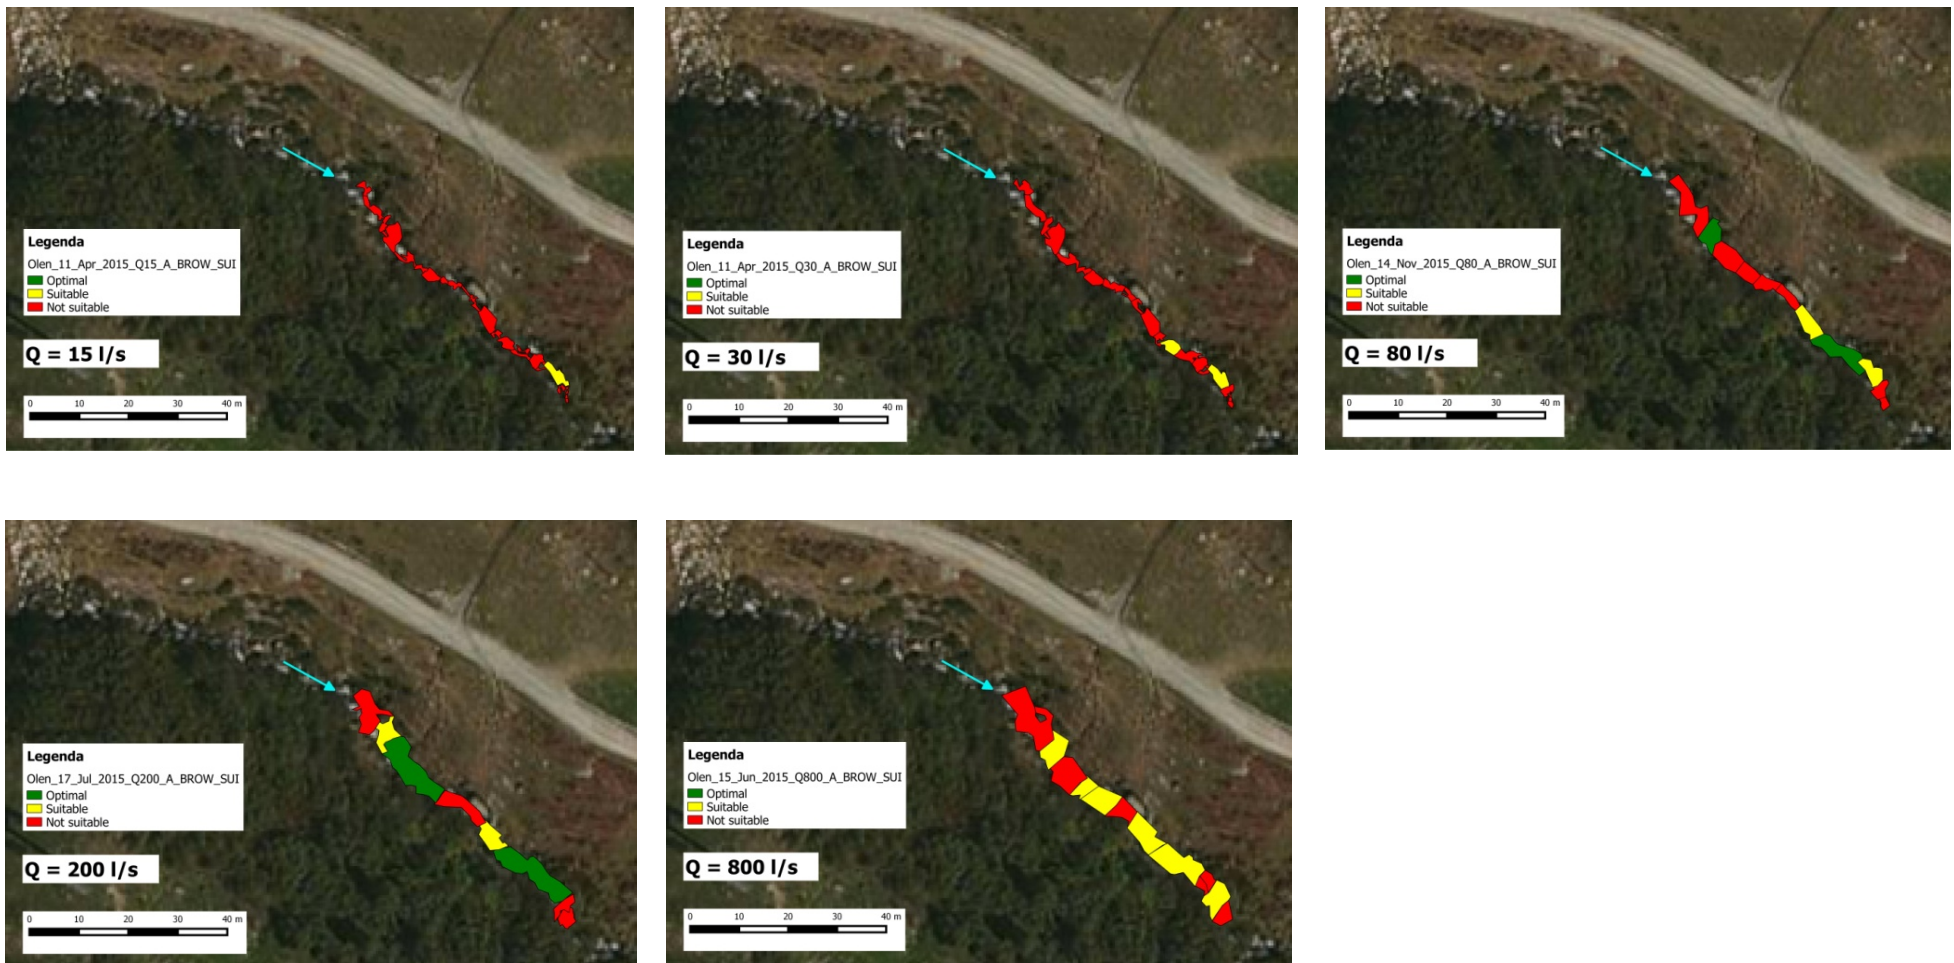 Legenda
Olen_11_Apr_2015_Q15_A_BROW_SUI
Optimal
Suitable
Not suitable
Q = 15 l/s
0 10 20 30 40 m
Legenda
Olen_11_Apr_2015_Q30_A_BROW_SUI
Optimal
Suitable
Not suitable
Q = 30 l/s
0 10 20 30 40 m
Legenda
Olen_14_Nov_2015_Q80_A_BROW_SUI
Optimal
Suitable
Not suitable
Q = 80 l/s
0 10 20 30 40 m
Legenda
Olen_17_Jul_2015_Q200_A_BROW_SUI
Optimal
Suitable
Not suitable
Q = 200 l/s
0 10 20 30 40 m
Legenda
Olen_15_Jun_2015_Q800_A_BROW_SUI
Optimal
Suitable
Not suitable
Q = 800 l/s
0 10 20 30 40 m